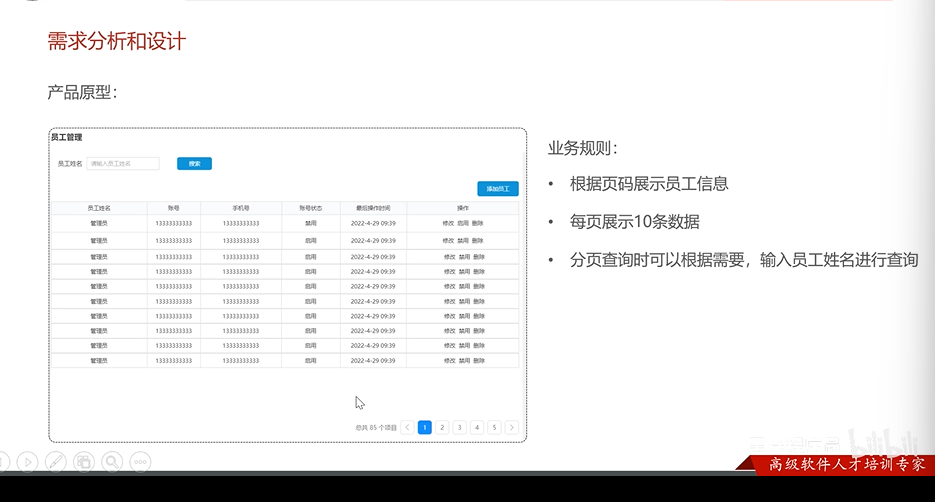 需求分析和设计
产品原型：
员工管理
员工姓名 请输入员工姓名 搜索
添加员工
员工姓名 账号 手机号 账号状态 最后操作时间 操作
管理员 13333333333 13333333333 禁用 2022-4-29 09:39 修改 启用 删除
管理员 13333333333 13333333333 启用 2022-4-29 09:39 修改 禁用 删除
管理员 13333333333 13333333333 启用 2022-4-29 09:39 修改 禁用 删除
管理员 13333333333 13333333333 启用 2022-4-29 09:39 修改 禁用 删除
管理员 13333333333 13333333333 启用 2022-4-29 09:39 修改 禁用 删除
管理员 13333333333 13333333333 启用 2022-4-29 09:39 修改 禁用 删除
管理员 13333333333 13333333333 启用 2022-4-29 09:39 修改 禁用 删除
管理员 13333333333 13333333333 启用 2022-4-29 09:39 修改 禁用 删除
管理员 13333333333 13333333333 启用 2022-4-29 09:39 修改 禁用 删除
管理员 13333333333 13333333333 启用 2022-4-29 09:39 修改 禁用 删除
总共 85 个项目 < 1 2 3 4 5 >
业务规则：
• 根据页码展示员工信息
• 每页展示10条数据
• 分页查询时可以根据需要，输入员工姓名进行查询
bilibili
高级软件人才培训专家